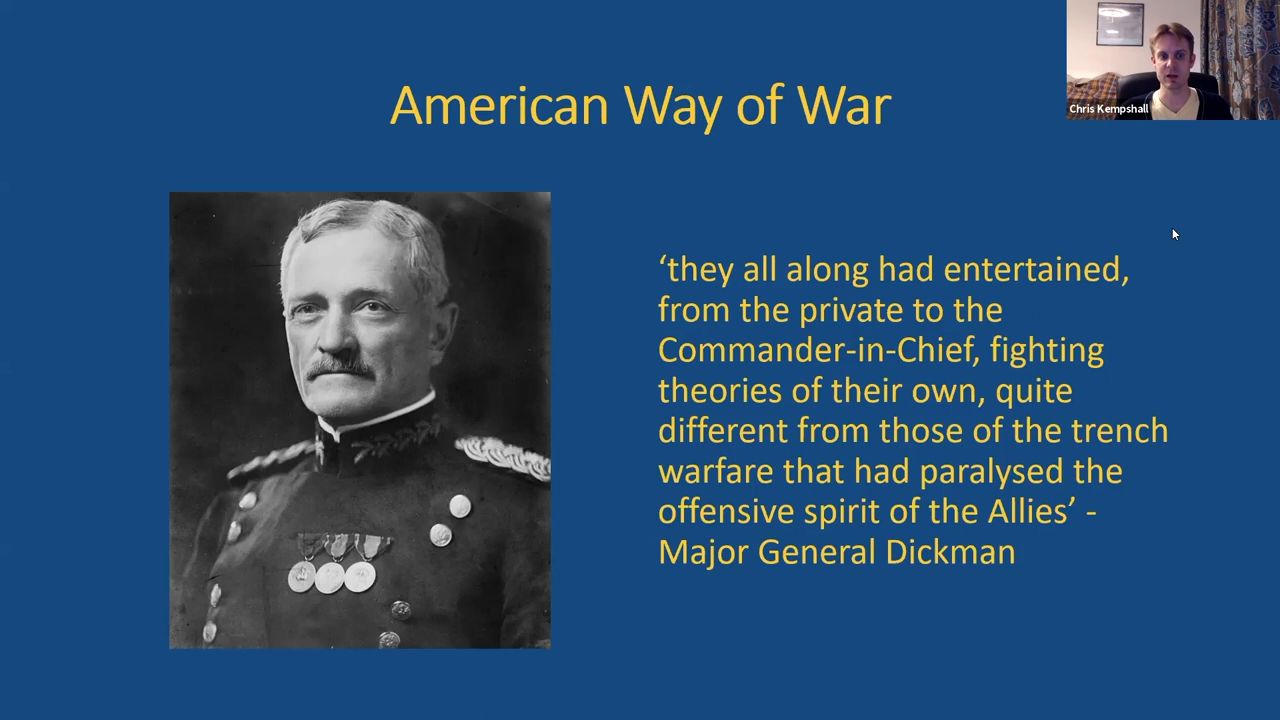 American Way of War
Chris Kempshall
‘they all along had entertained,
from the private to the
Commander-in-Chief, fighting
theories of their own, quite
different from those of the trench
warfare that had paralysed the
offensive spirit of the Allies’ -
Major General Dickman